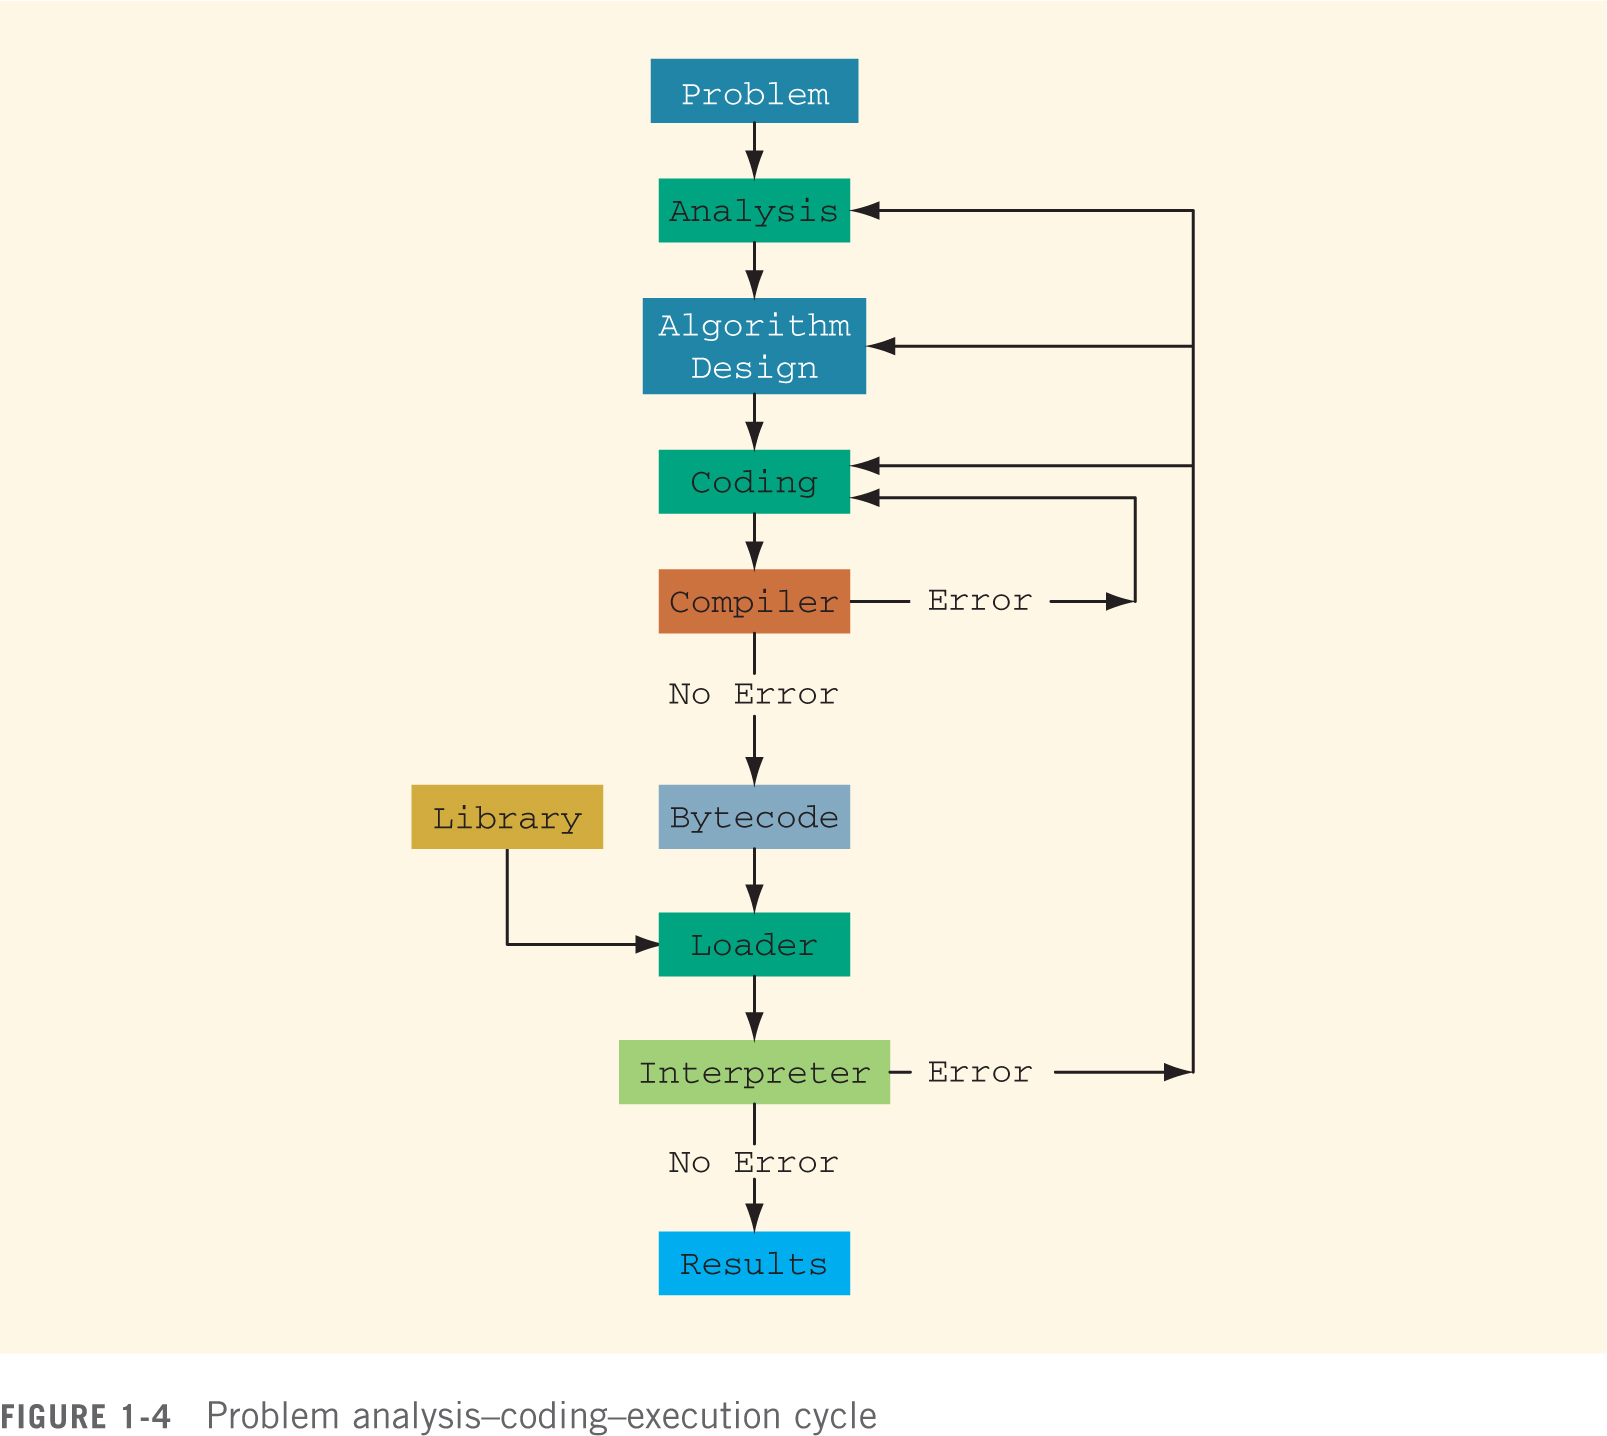 Problem
Analysis
Algorithm
Design
Coding
Compiler
Error
No Error
Library
Bytecode
Loader
Interpreter
Error
No Error
Results
FIGURE 1-4 Problem analysis–coding–execution cycle